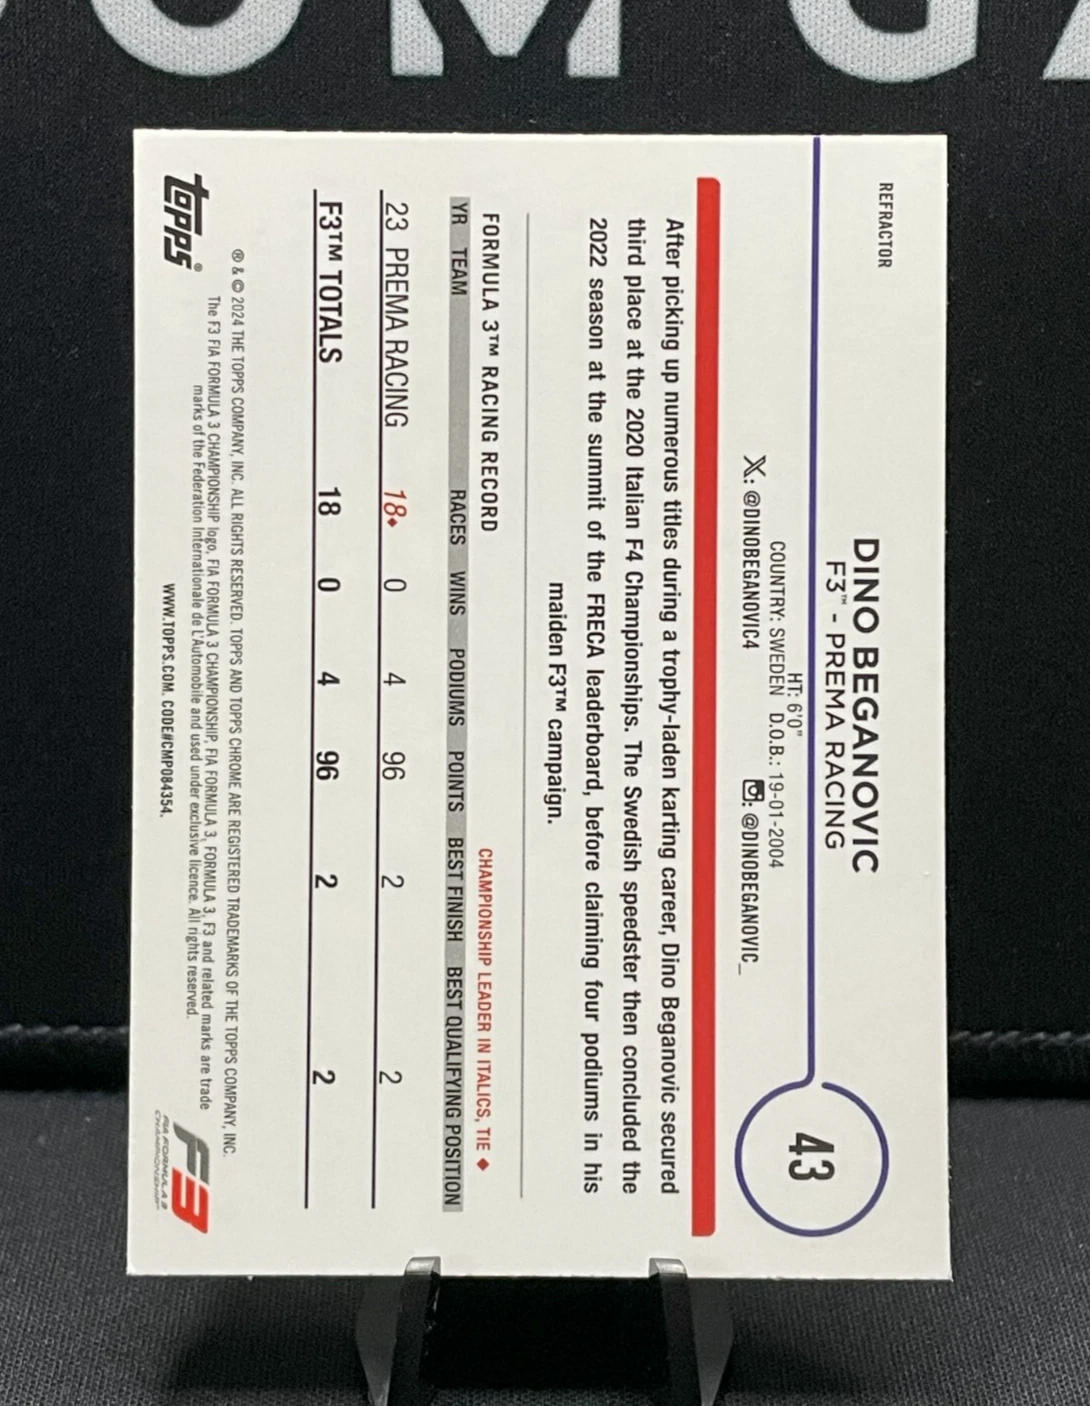 REFRACTOR
DINO BEGANOVIC
F3™ - PREMA RACING
43
HT: 6'0"
COUNTRY: SWEDEN D.O.B.: 19-01-2004
X: @DINOBEGANOVIC4 : @DINOBEGANOVIC_
After picking up numerous titles during a trophy-laden karting career, Dino Beganovic secured
third place at the 2020 Italian F4 Championships. The Swedish speedster then concluded the
2022 season at the summit of the FRECA leaderboard, before claiming four podiums in his
maiden F3™ campaign.
FORMULA 3™ RACING RECORD CHAMPIONSHIP LEADER IN ITALICS, TIE ♦
YR TEAM RACES WINS PODIUMS POINTS BEST FINISH BEST QUALIFYING POSITION
23 PREMA RACING 18♦ 0 4 96 2 2
F3™ TOTALS 18 0 4 96 2 2
® & © 2024 THE TOPPS COMPANY, INC. ALL RIGHTS RESERVED. TOPPS AND TOPPS CHROME ARE REGISTERED TRADEMARKS OF THE TOPPS COMPANY, INC.
The F3 FIA FORMULA 3 CHAMPIONSHIP logo, FIA FORMULA 3 CHAMPIONSHIP, FIA FORMULA 3, FORMULA 3, F3 and related marks are trade
marks of the Federation Internationale de L'Automobile and used under exclusive licence. All rights reserved.
WWW.TOPPS.COM. CODE#CMP084354.
topps®
F3
FIA FORMULA 3
CHAMPIONSHIP™